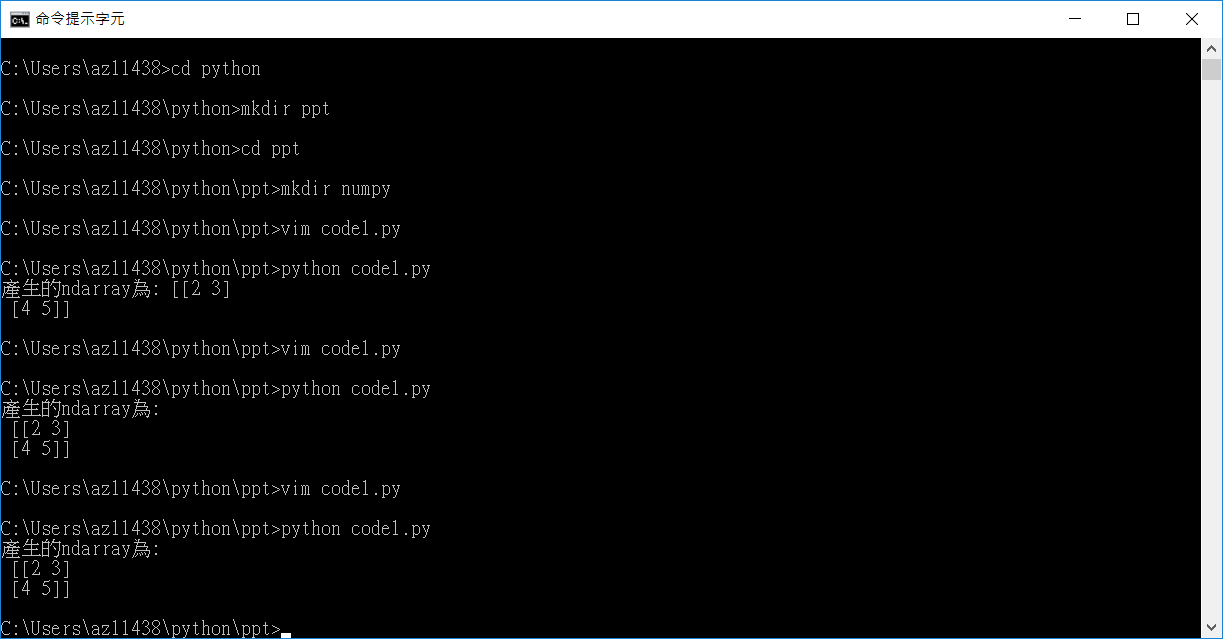 命令提示字元
C:\Users\az11438>cd python
C:\Users\az11438\python>mkdir ppt
C:\Users\az11438\python>cd ppt
C:\Users\az11438\python\ppt>mkdir numpy
C:\Users\az11438\python\ppt>vim code1.py
C:\Users\az11438\python\ppt>python code1.py
產生的ndarray為: [[2 3]
 [4 5]]
C:\Users\az11438\python\ppt>vim code1.py
C:\Users\az11438\python\ppt>python code1.py
產生的ndarray為:
 [[2 3]
 [4 5]]
C:\Users\az11438\python\ppt>vim code1.py
C:\Users\az11438\python\ppt>python code1.py
產生的ndarray為:
 [[2 3]
 [4 5]]
C:\Users\az11438\python\ppt>